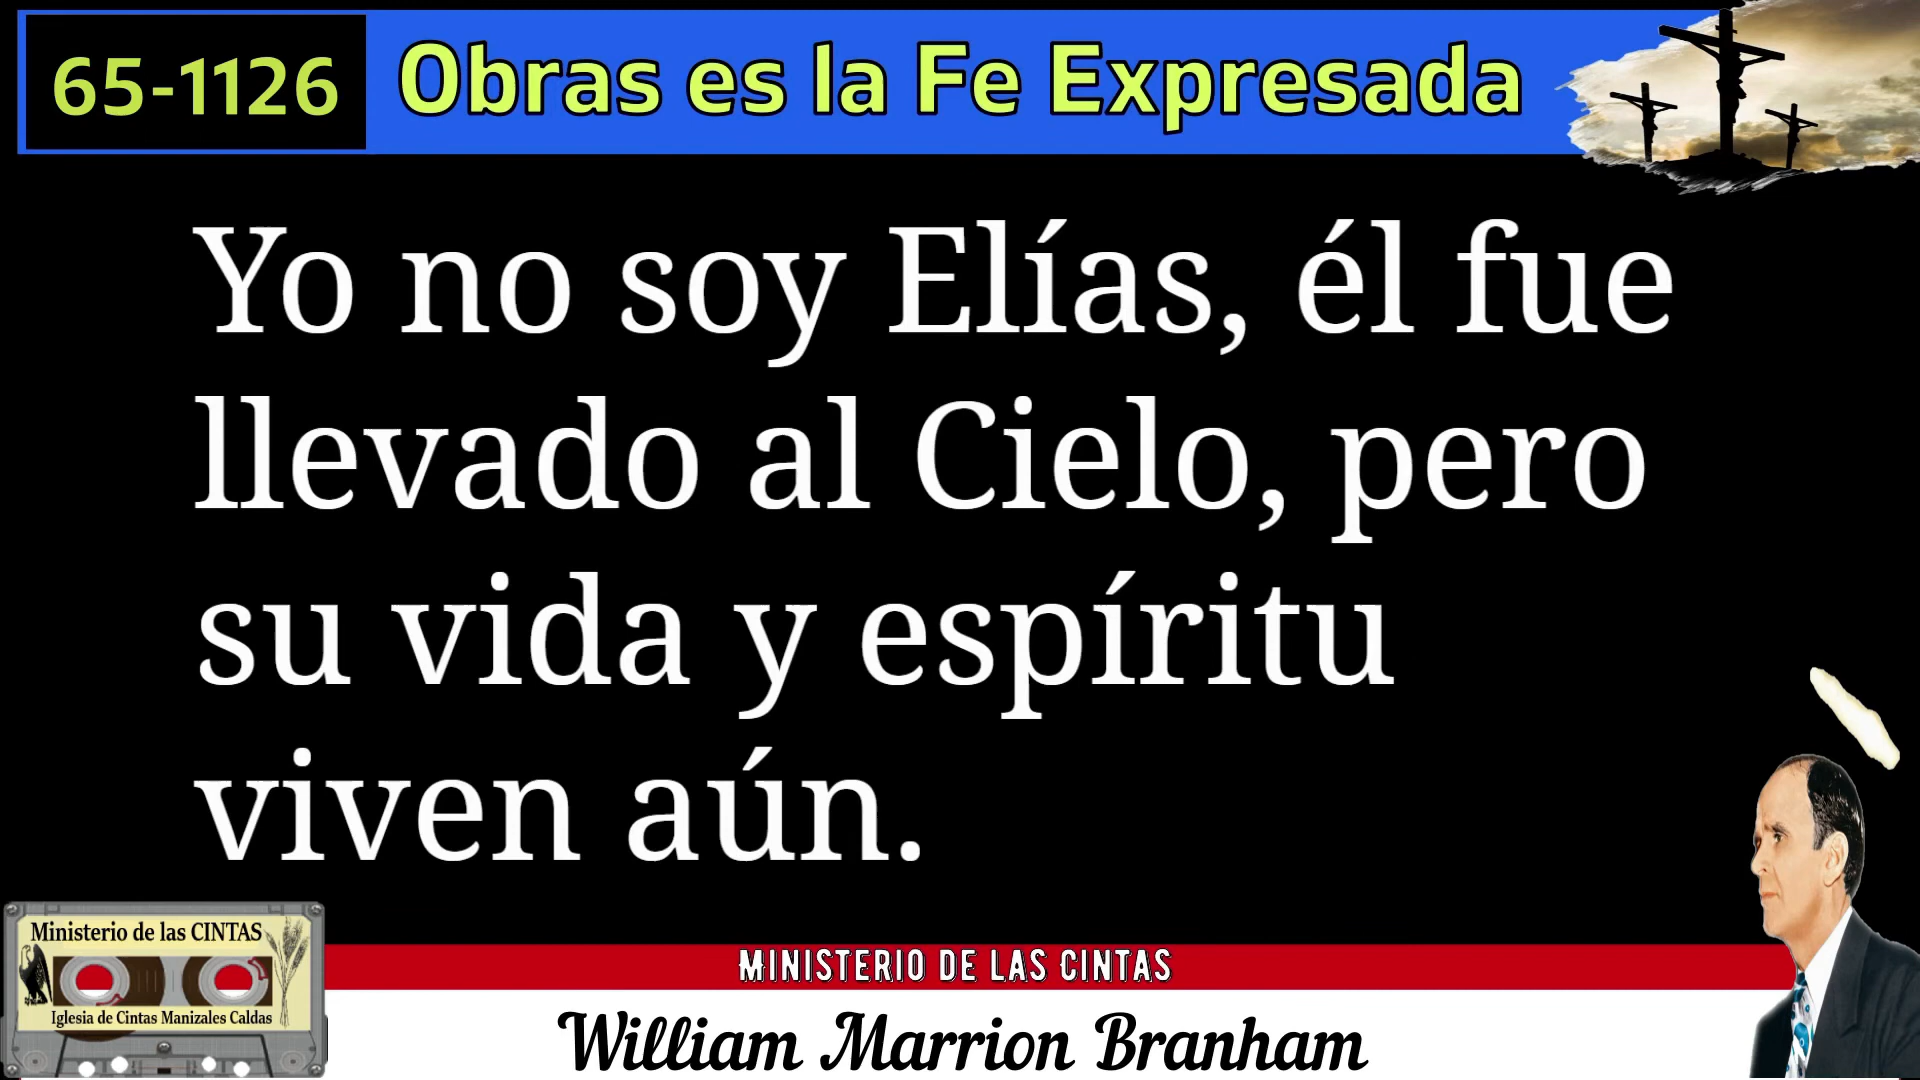 65-1126
Obras es la Fe Expresada
Yo no soy Elías, él fue
llevado al Cielo, pero
su vida y espíritu
viven aún.
Ministerio de las CINTAS
Iglesia de Cintas Manizales Caldas
MINISTERIO DE LAS CINTAS
William Marrion Branham